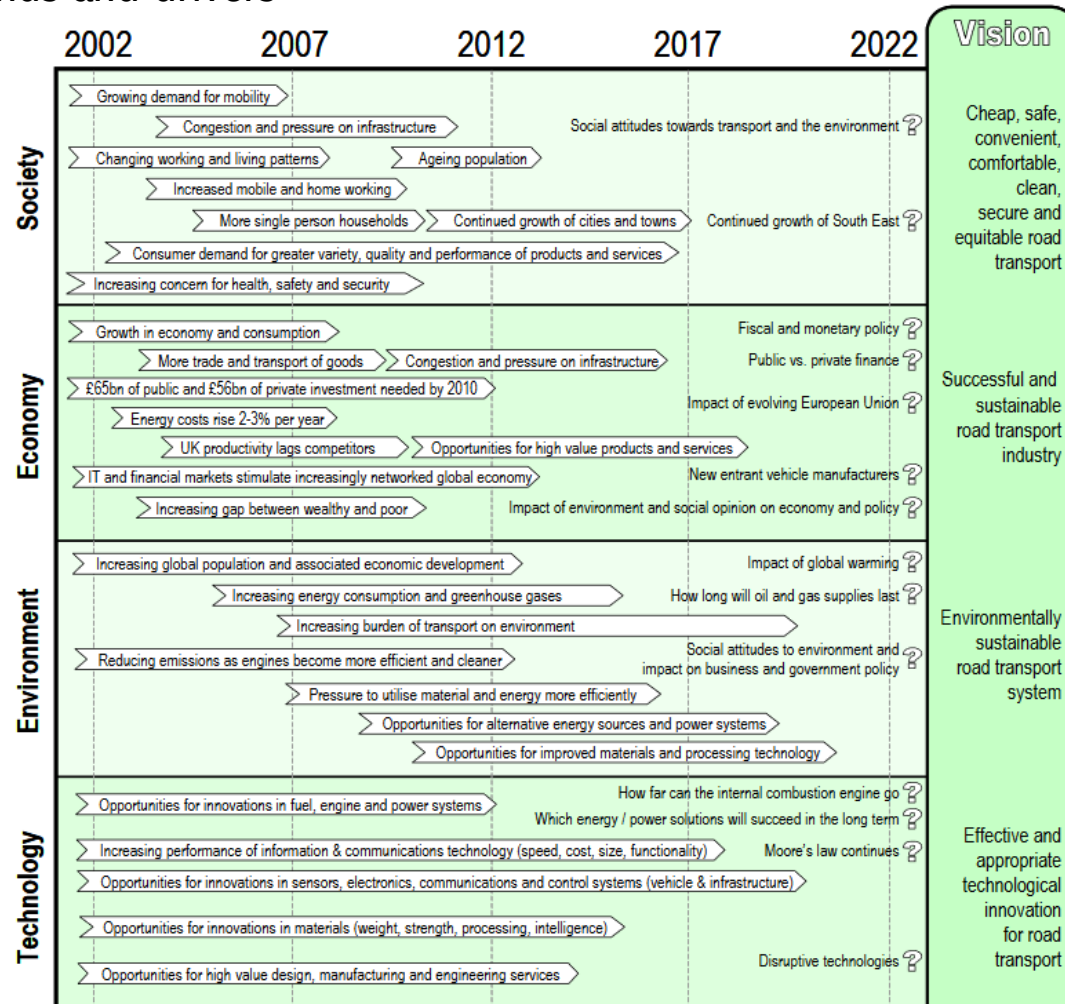 2002 2007 2012 2017 2022
Vision
Society
Growing demand for mobility
Congestion and pressure on infrastructure
Social attitudes towards transport and the environment ?
Changing working and living patterns
Ageing population
Increased mobile and home working
More single person households
Continued growth of cities and towns
Continued growth of South East ?
Consumer demand for greater variety, quality and performance of products and services
Increasing concern for health, safety and security
Cheap, safe,
convenient,
comfortable,
clean,
secure and
equitable road
transport
Economy
Growth in economy and consumption
Fiscal and monetary policy ?
More trade and transport of goods
Congestion and pressure on infrastructure
Public vs. private finance ?
£65bn of public and £56bn of private investment needed by 2010
Impact of evolving European Union ?
Energy costs rise 2-3% per year
UK productivity lags competitors
Opportunities for high value products and services
IT and financial markets stimulate increasingly networked global economy
New entrant vehicle manufacturers ?
Increasing gap between wealthy and poor
Impact of environment and social opinion on economy and policy ?
Successful and
sustainable
road transport
industry
Environment
Increasing global population and associated economic development
Impact of global warming ?
Increasing energy consumption and greenhouse gases
How long will oil and gas supplies last ?
Increasing burden of transport on environment
Reducing emissions as engines become more efficient and cleaner
Social attitudes to environment and
impact on business and government policy ?
Pressure to utilise material and energy more efficiently
Opportunities for alternative energy sources and power systems
Opportunities for improved materials and processing technology
Environmentally
sustainable
road transport
system
Technology
Opportunities for innovations in fuel, engine and power systems
How far can the internal combustion engine go ?
Which energy / power solutions will succeed in the long term ?
Increasing performance of information & communications technology (speed, cost, size, functionality)
Moore's law continues ?
Opportunities for innovations in sensors, electronics, communications and control systems (vehicle & infrastructure)
Opportunities for innovations in materials (weight, strength, processing, intelligence)
Disruptive technologies ?
Opportunities for high value design, manufacturing and engineering services
Effective and
appropriate
technological
innovation
for road
transport